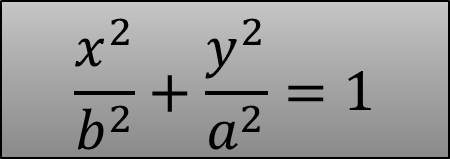 x²/b² + y²/a² = 1